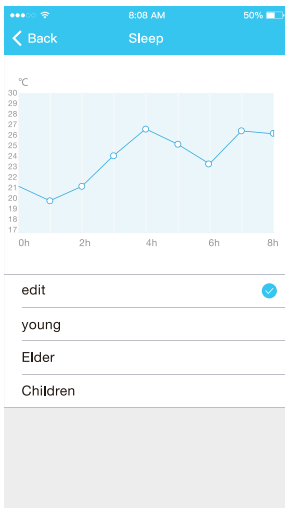 8:08 AM 50%
Back Sleep
℃
30
29
28
27
26
25
24
23
22
21
20
19
18
17
0h 2h 4h 6h 8h
edit
young
Elder
Children